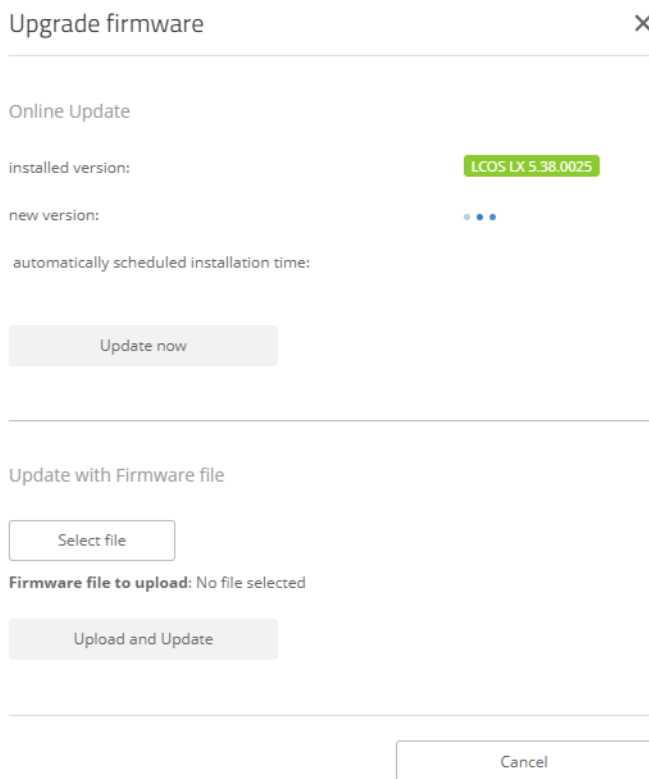 Upgrade firmware
Online Update
installed version: LCOS LX 5.38.0025
new version:
automatically scheduled installation time:
Update now
Update with Firmware file
Select file
Firmware file to upload: No file selected
Upload and Update
Cancel